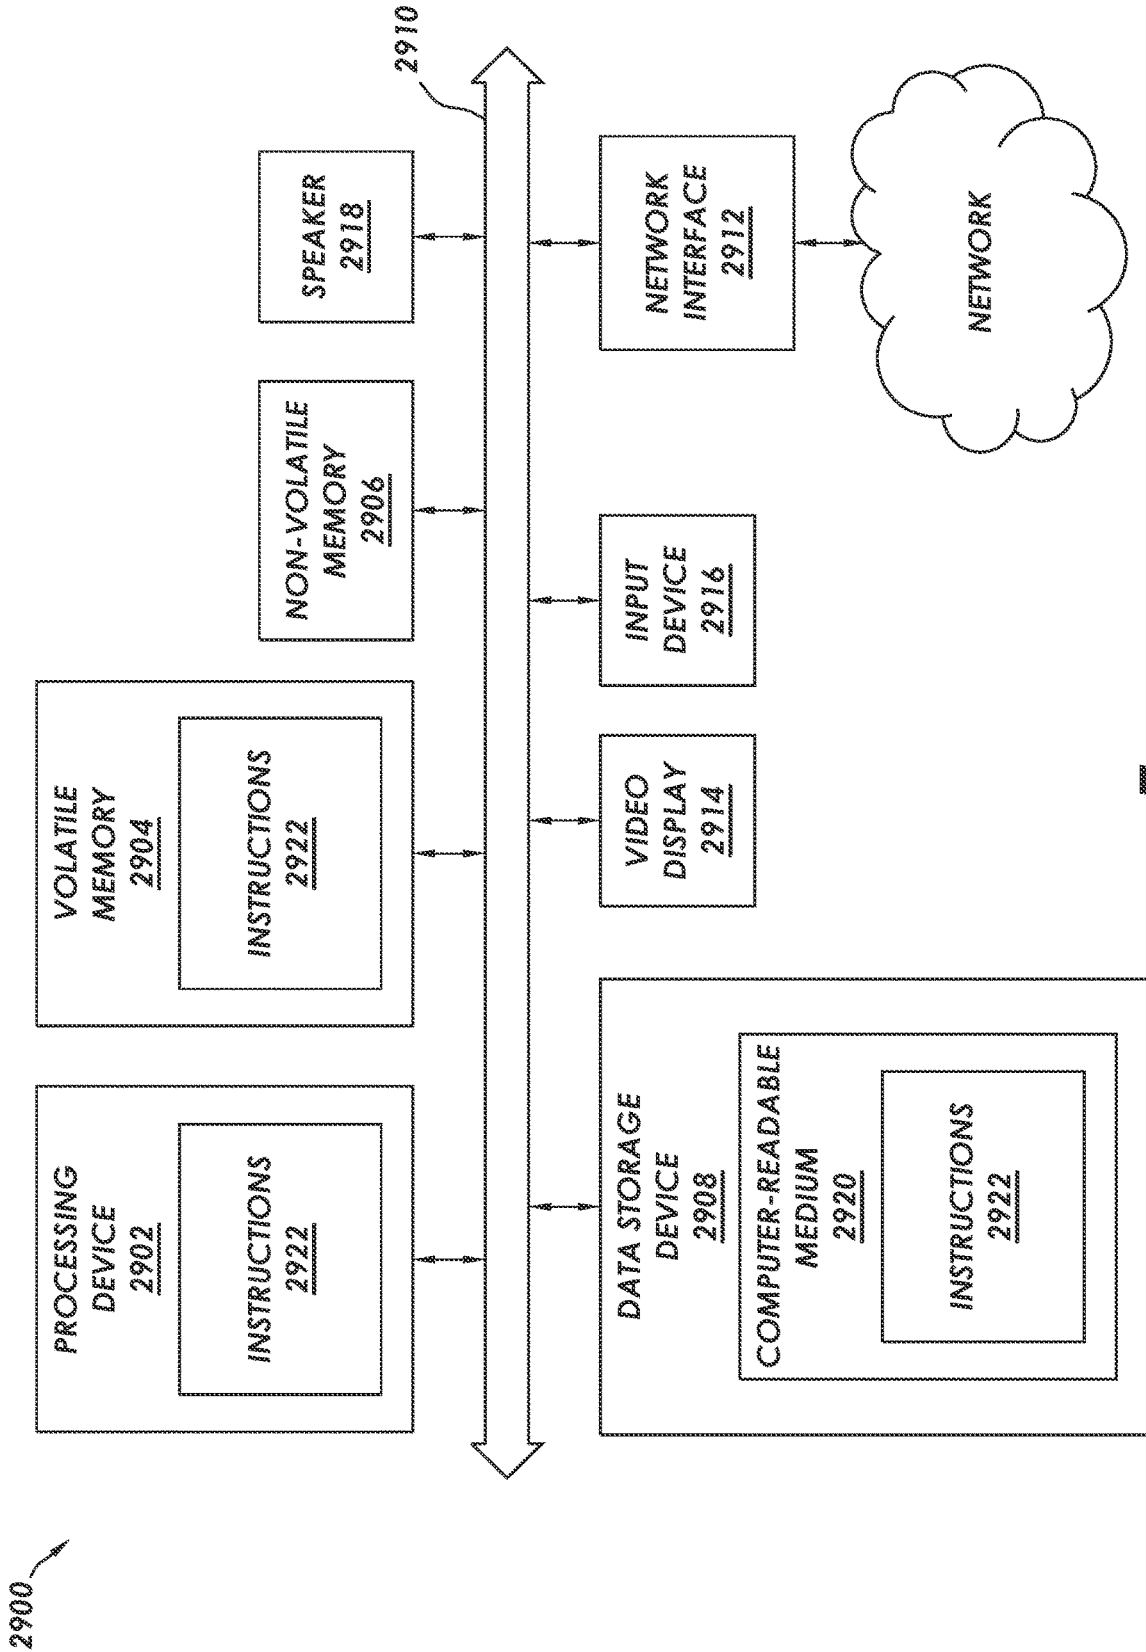 2900
PROCESSING
DEVICE
2902
INSTRUCTIONS
2922
VOLATILE
MEMORY
2904
INSTRUCTIONS
2922
NON-VOLATILE
MEMORY
2906
SPEAKER
2918
2910
DATA STORAGE
DEVICE
2908
COMPUTER-READABLE
MEDIUM
2920
INSTRUCTIONS
2922
VIDEO
DISPLAY
2914
INPUT
DEVICE
2916
NETWORK
INTERFACE
2912
NETWORK